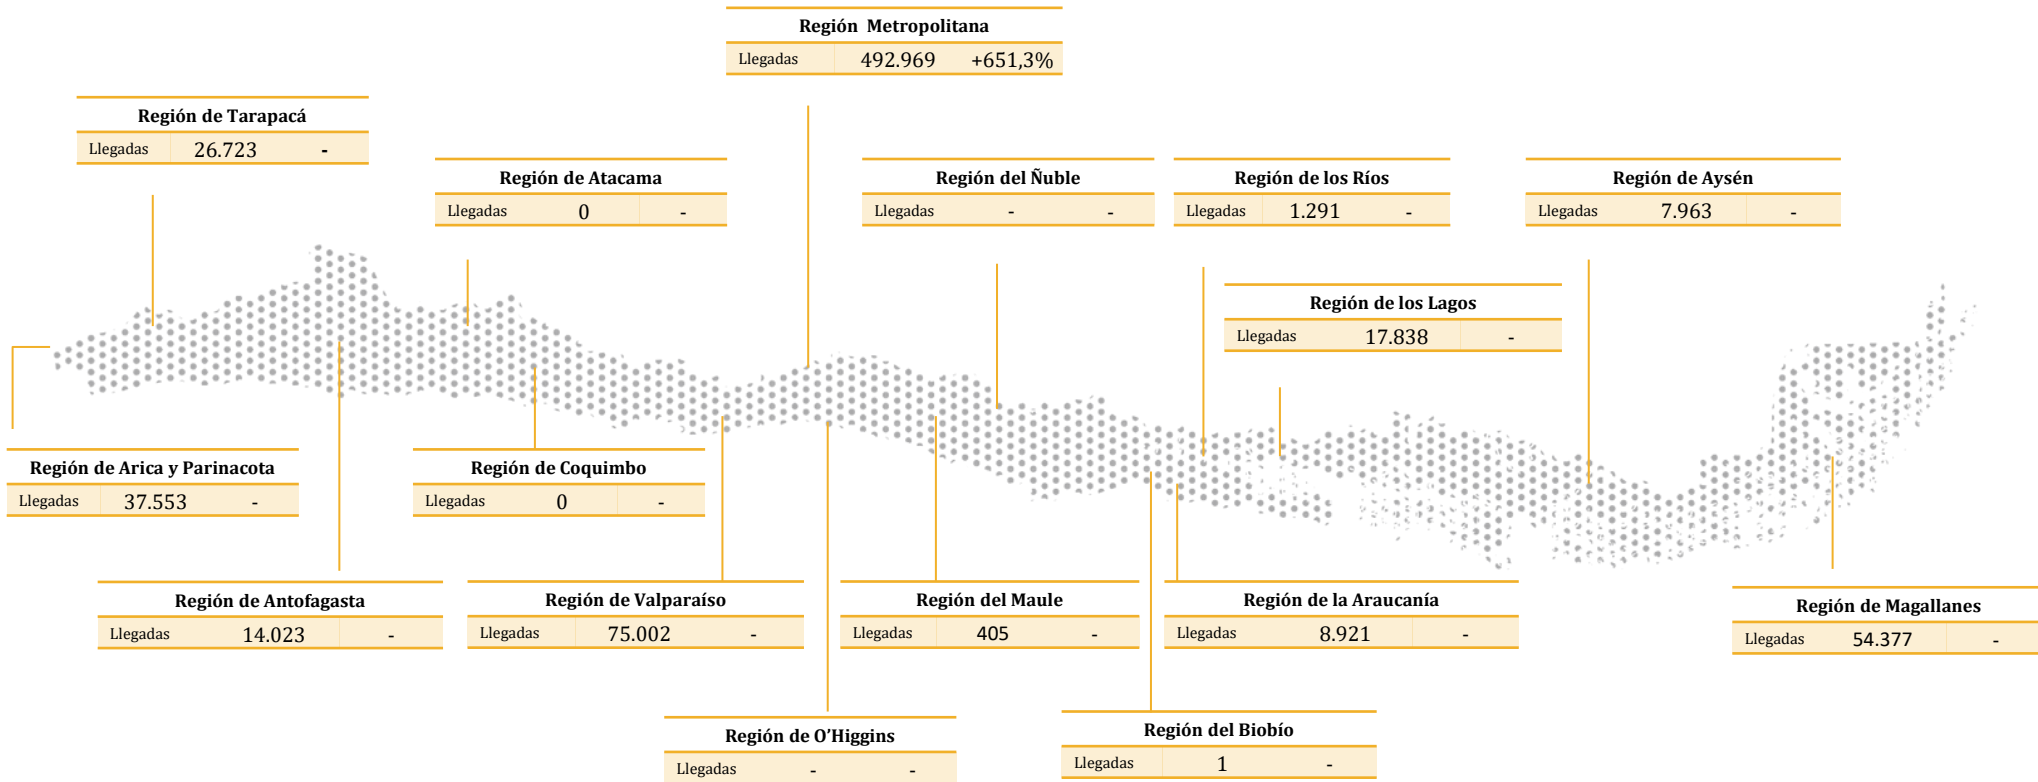 Región  Metropolitana
Llegadas 492.969 +651,3%
Región de Tarapacá
Llegadas 26.723 -
Región de Atacama
Llegadas 0 -
Región del Ñuble
Llegadas - -
Región de los Ríos
Llegadas 1.291 -
Región de Aysén
Llegadas 7.963 -
Región de los Lagos
Llegadas 17.838 -
Región de Arica y Parinacota
Llegadas 37.553 -
Región de Coquimbo
Llegadas 0 -
Región de Antofagasta
Llegadas 14.023 -
Región de Valparaíso
Llegadas 75.002 -
Región del Maule
Llegadas 405 -
Región de la Araucanía
Llegadas 8.921 -
Región de Magallanes
Llegadas 54.377 -
Región de O’Higgins
Llegadas - -
Región del Biobío
Llegadas 1 -